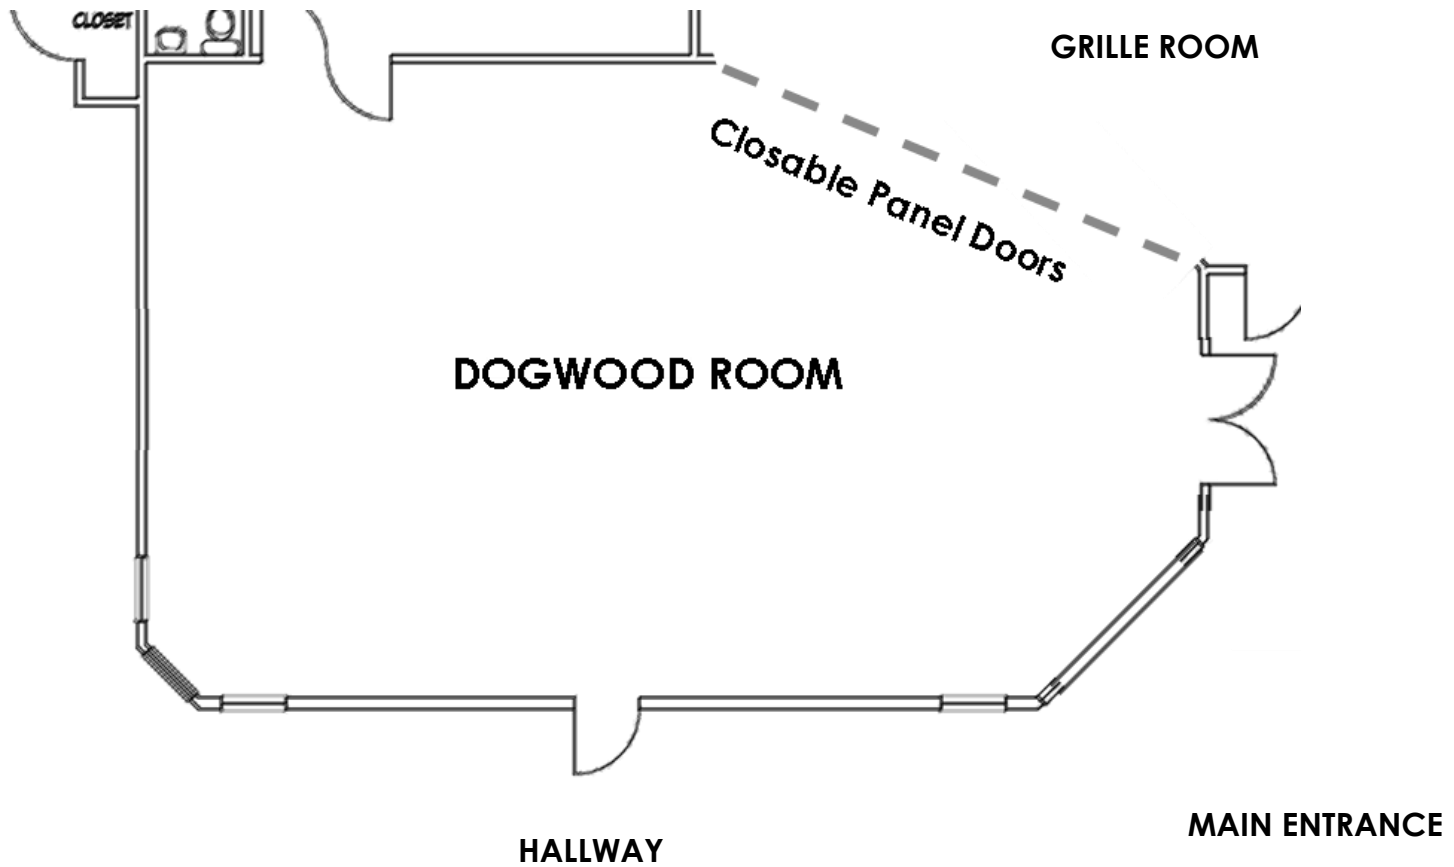 CLOSET
GRILLE ROOM
Closable Panel Doors
DOGWOOD ROOM
MAIN ENTRANCE
HALLWAY